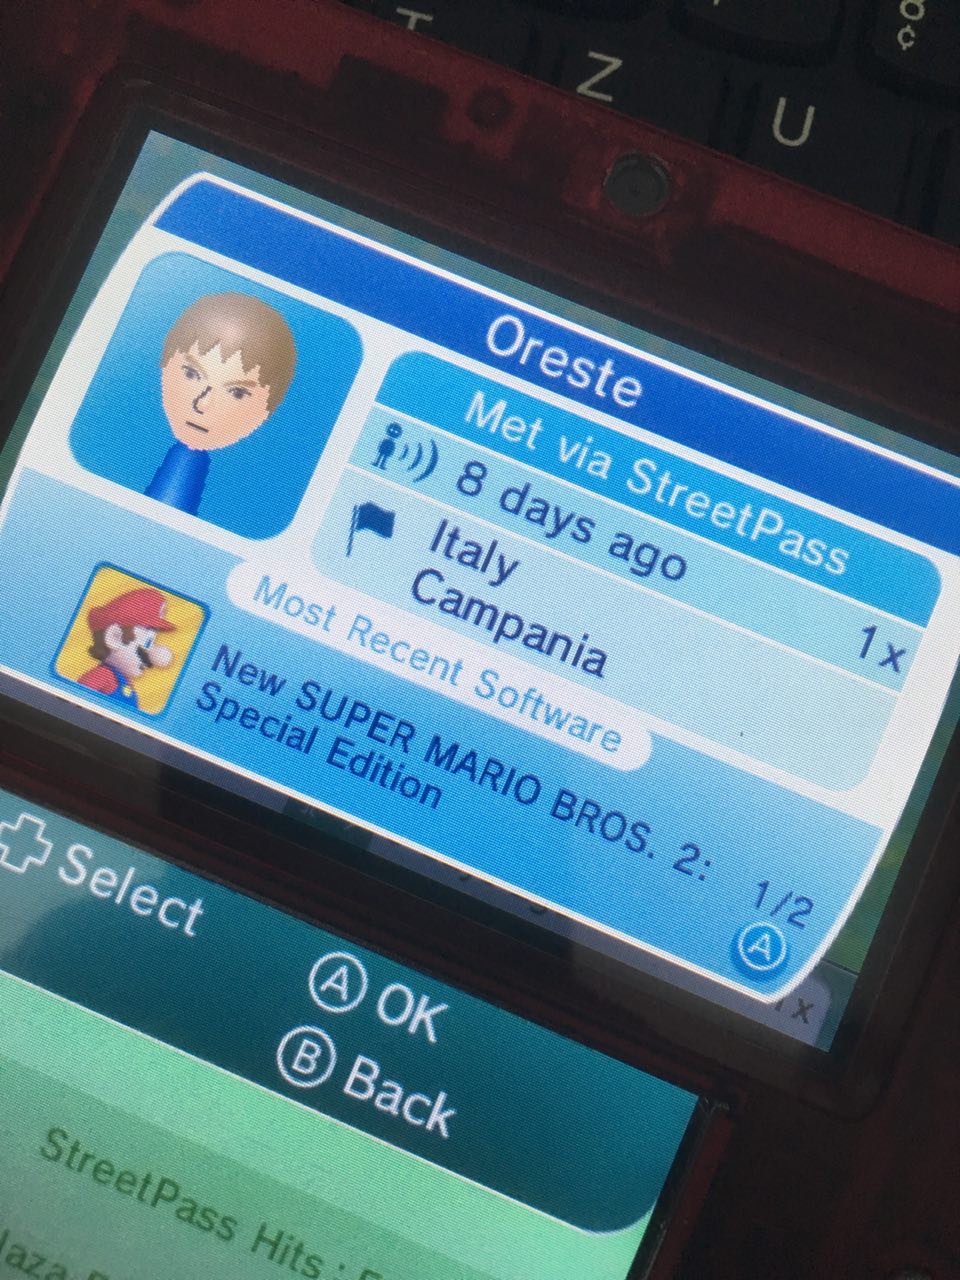 T
Z
U
Oreste
Met via StreetPass
8 days ago
1x
Italy
Campania
Most Recent Software
New SUPER MARIO BROS. 2:
Special Edition
1/2
A
1x
Select
A OK
B Back
StreetPass Hits :